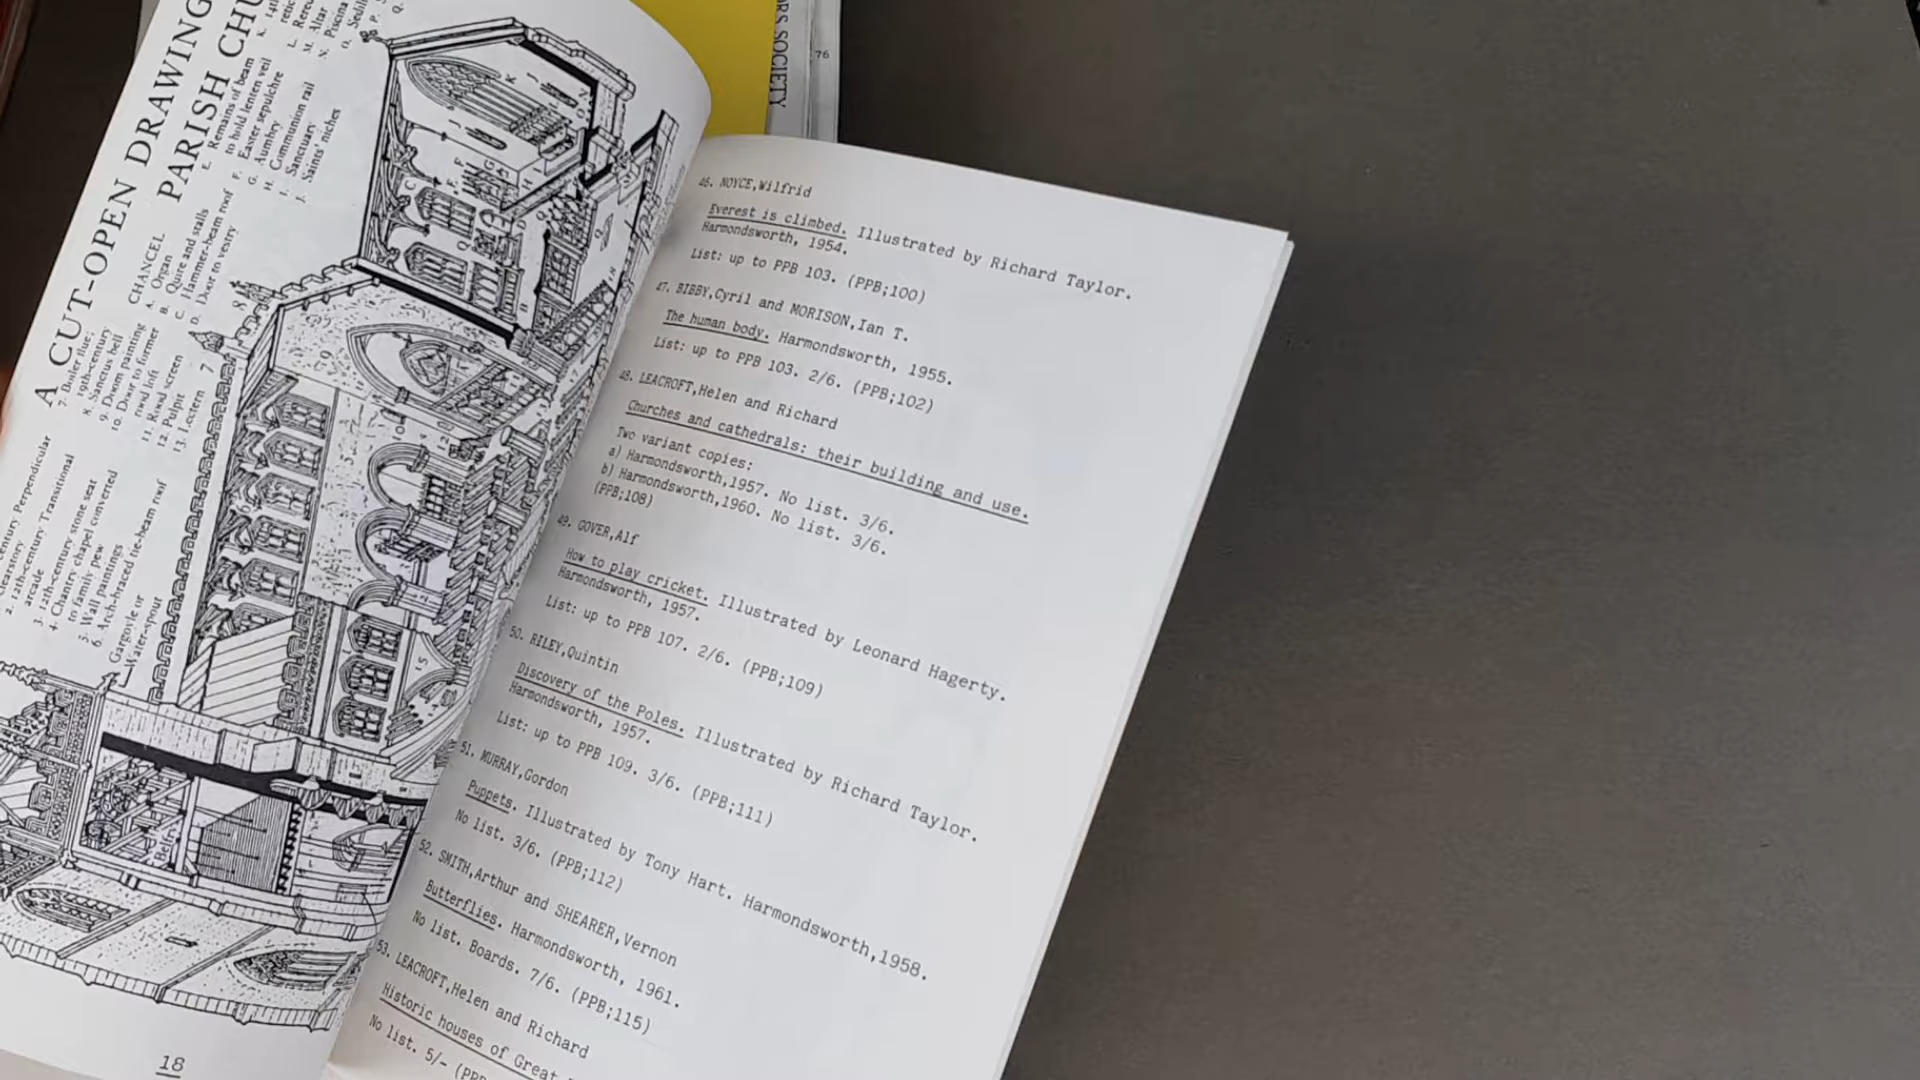 A CUT-OPEN DRAWING
PARISH CHU
entury Perpendicular
clearstory
2. 12th-century Transitional
arcade
3. 12th-century stone seat
4. Chantry chapel converted
to family pew
5. Wall paintings
6. Arch-braced tie-beam roof
7. Boiler flue;
19th-century
8. Sanctus bell
9. Doom painting
10. Door to former
rood loft
11. Rood screen
12. Pulpit
13. Lectern
CHANCEL
A. Organ
B. Quire and stalls
C. Hammer-beam roof
D. Door to vestry
E. Remains of beam
to hold lenten veil
F. Easter sepulchre
G. Aumbry
H. Communion rail
I. Sanctuary
J. Saints' niches
K. 14th
L. Rered
M. Altar
N. Piscina
O. Sedili
P.
Q.
Gargoyle or
Water-spout
Belfr
18
RS SOCIETY
76
46. NOYCE,Wilfrid
Everest is climbed. Illustrated by Richard Taylor.
Harmondsworth, 1954.
List: up to PPB 103. (PPB;100)
47. BIBBY,Cyril and MORISON,Ian T.
The human body. Harmondsworth, 1955.
List: up to PPB 103. 2/6. (PPB;102)
48. LEACROFT,Helen and Richard
Churches and cathedrals: their building and use.
Two variant copies:
a) Harmondsworth,1957. No list. 3/6.
b) Harmondsworth,1960. No list. 3/6.
(PPB;108)
49. GOVER,Alf
How to play cricket. Illustrated by Leonard Hagerty.
Harmondsworth, 1957.
List: up to PPB 107. 2/6. (PPB;109)
50. RILEY,Quintin
Discovery of the Poles. Illustrated by Richard Taylor.
Harmondsworth, 1957.
List: up to PPB 109. 3/6. (PPB;111)
51. MURRAY,Gordon
Puppets. Illustrated by Tony Hart. Harmondsworth,1958.
No list. 3/6. (PPB;112)
52. SMITH,Arthur and SHEARER,Vernon
Butterflies. Harmondsworth, 1961.
No list. Boards. 7/6. (PPB;115)
53. LEACROFT,Helen and Richard
Historic houses of Great
No list. 5/- (PPB